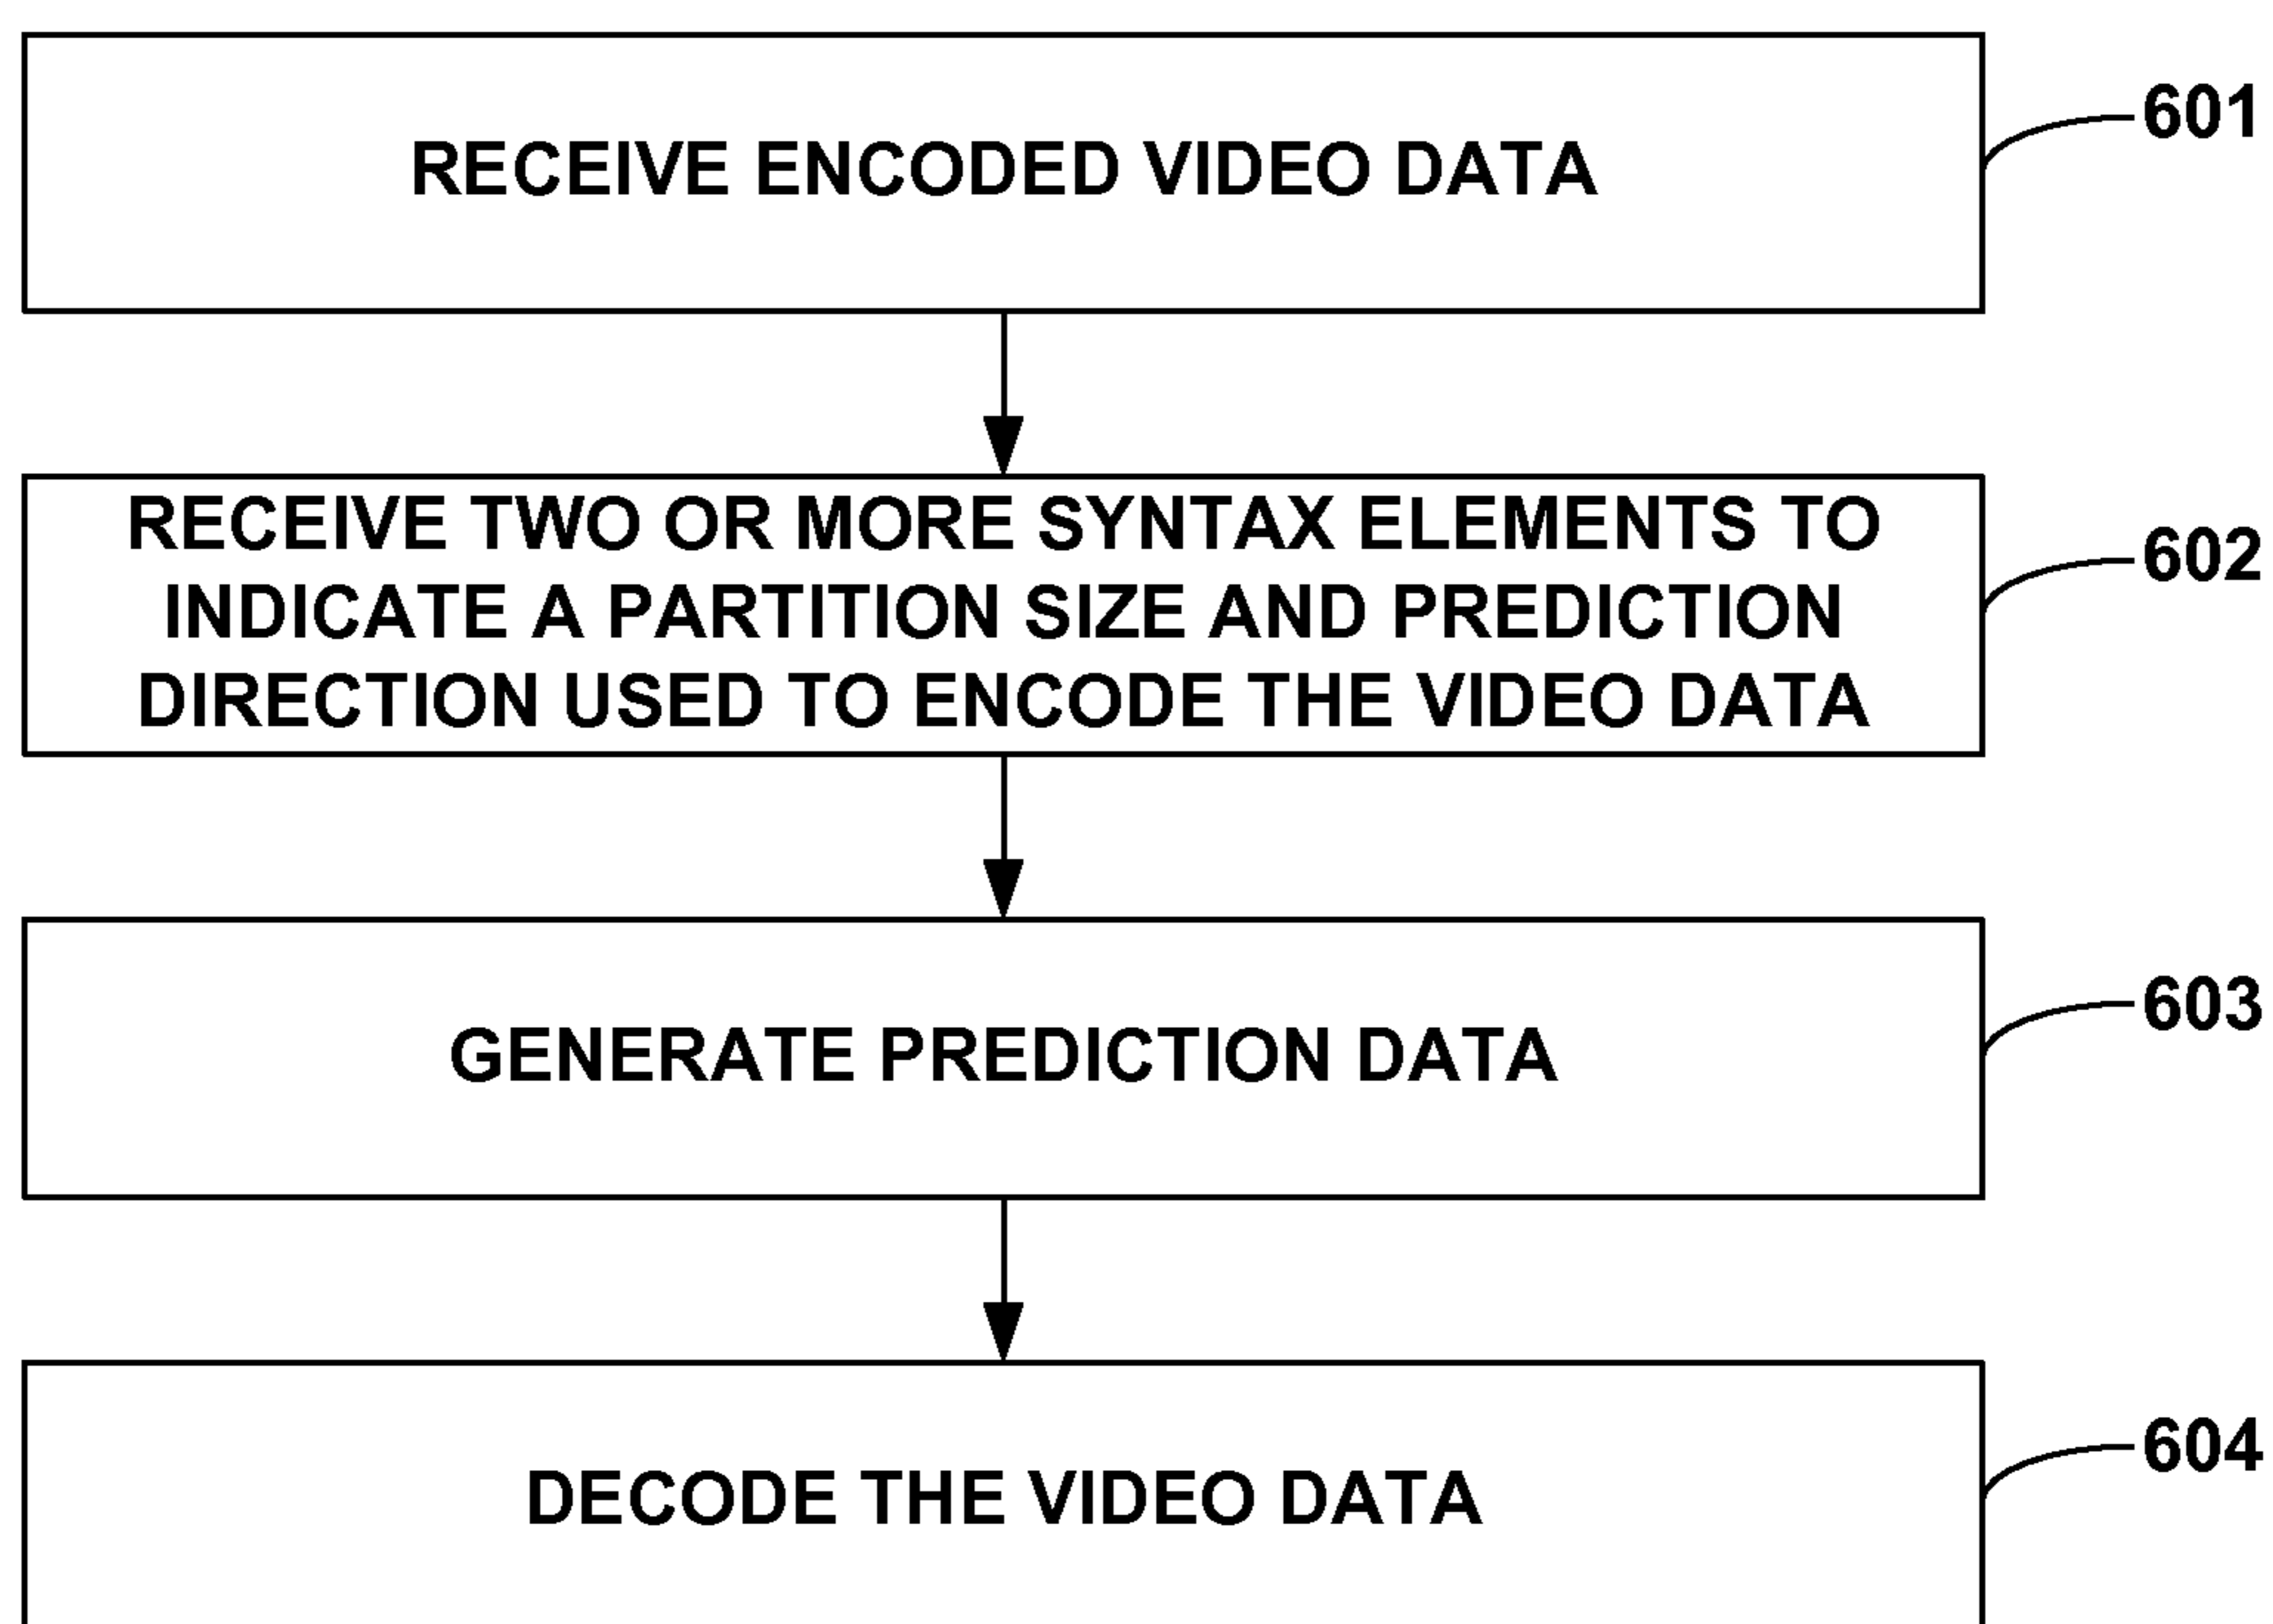 RECEIVE ENCODED VIDEO DATA
601
RECEIVE TWO OR MORE SYNTAX ELEMENTS TO
INDICATE A PARTITION SIZE AND PREDICTION
DIRECTION USED TO ENCODE THE VIDEO DATA
602
GENERATE PREDICTION DATA
603
DECODE THE VIDEO DATA
604